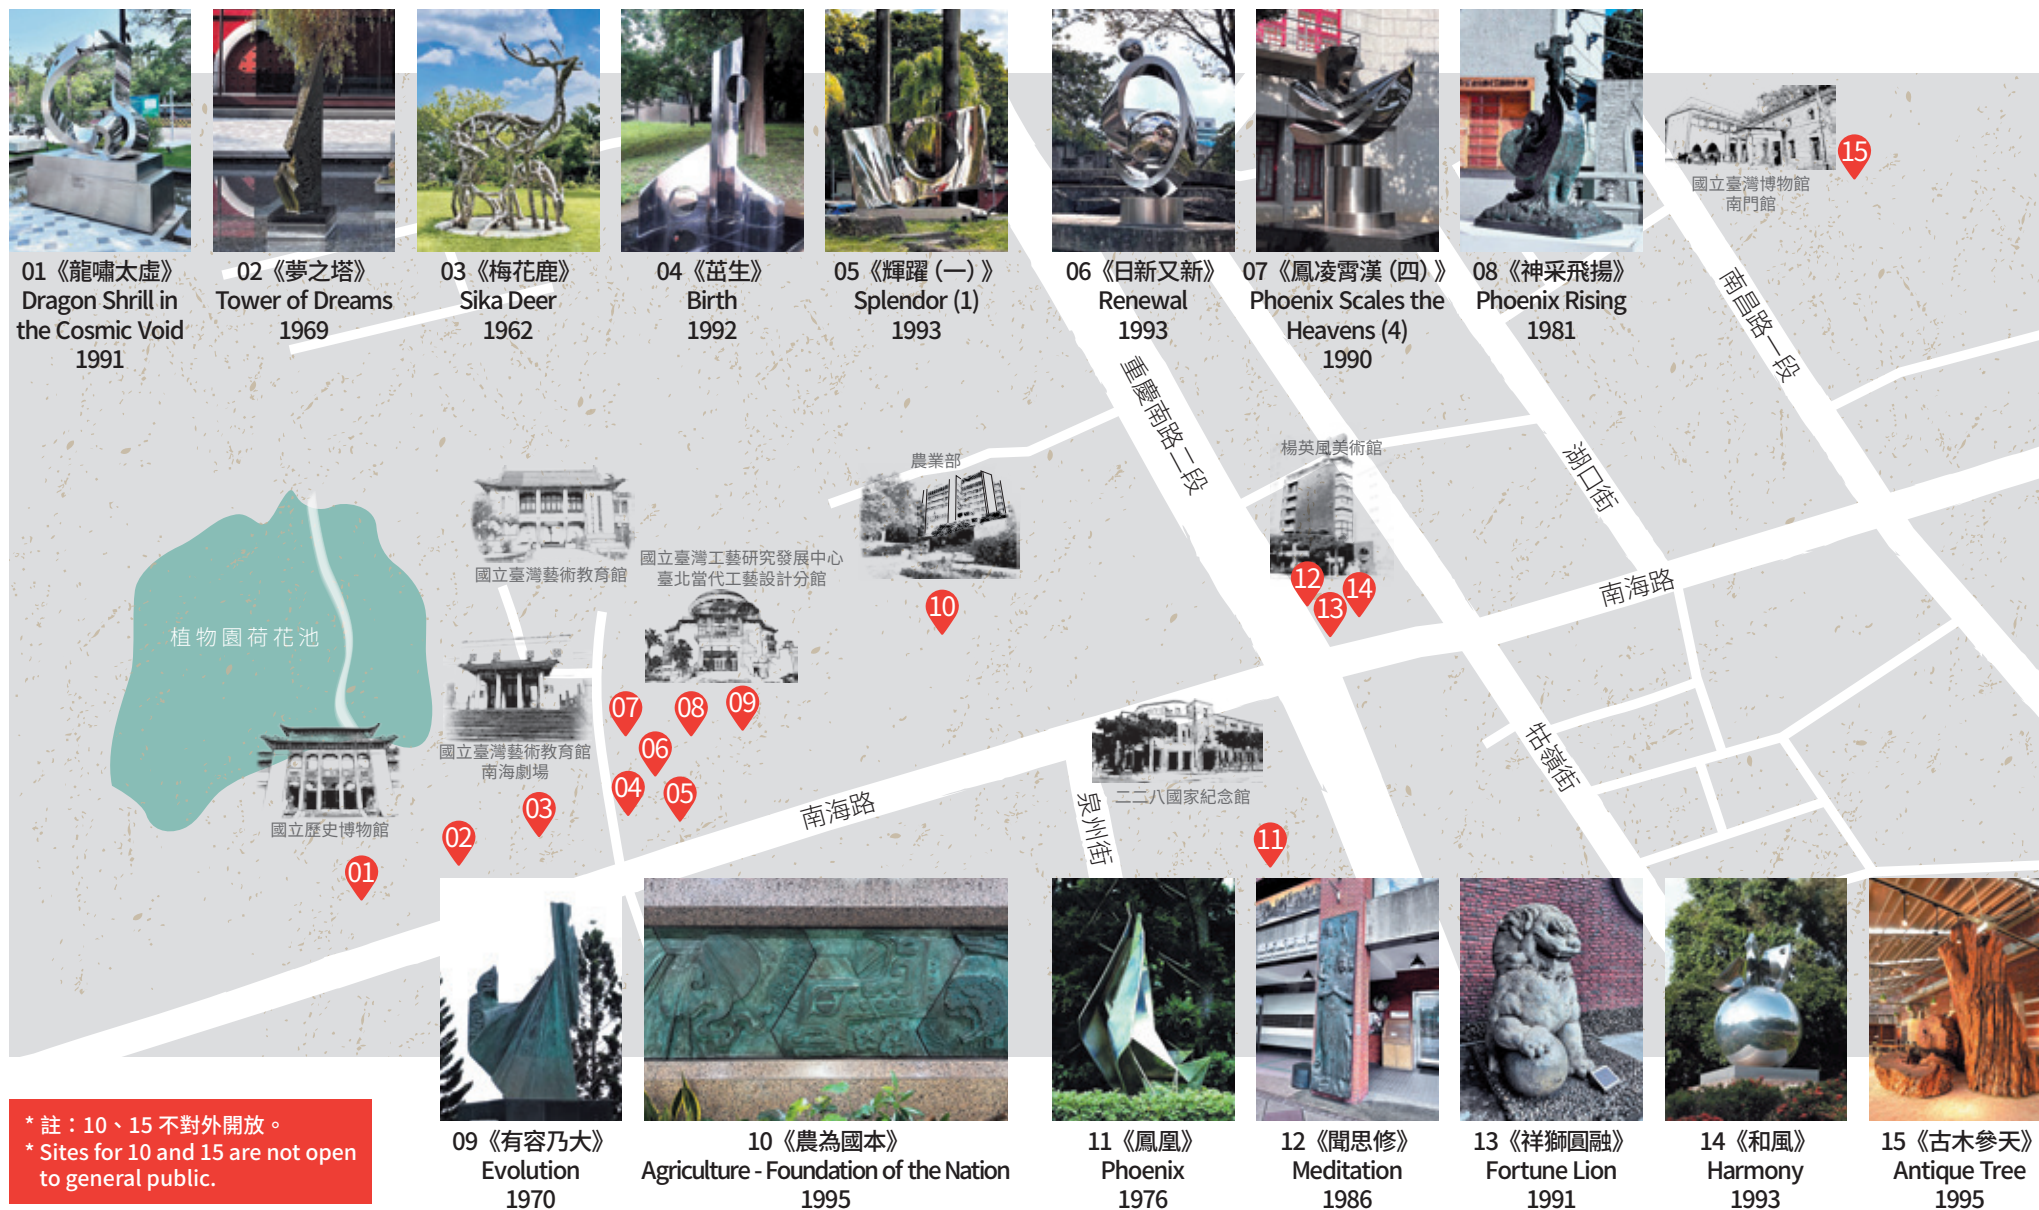 01《龍嘯太虛》
Dragon Shrill in
the Cosmic Void
1991
02《夢之塔》
Tower of Dreams
1969
03《梅花鹿》
Sika Deer
1962
04《茁生》
Birth
1992
05《輝躍（一）》
Splendor (1)
1993
06《日新又新》
Renewal
1993
07《鳳凌霄漢（四）》
Phoenix Scales the
Heavens (4)
1990
08《神采飛揚》
Phoenix Rising
1981
15
國立臺灣博物館
南門館
南昌路一段
重慶南路二段
湖口街
楊英風美術館
農業部
國立臺灣藝術教育館
國立臺灣工藝研究發展中心
臺北當代工藝設計分館
植物園荷花池
10
12
13
14
南海路
國立臺灣藝術教育館
南海劇場
07
08
09
06
04
05
03
02
01
國立歷史博物館
南海路
泉州街
二二八國家紀念館
11
牯嶺街
09《有容乃大》
Evolution
1970
10《農為國本》
Agriculture - Foundation of the Nation
1995
11《鳳凰》
Phoenix
1976
12《聞思修》
Meditation
1986
13《祥獅圓融》
Fortune Lion
1991
14《和風》
Harmony
1993
15《古木參天》
Antique Tree
1995
* 註：10、15 不對外開放。
* Sites for 10 and 15 are not open
to general public.